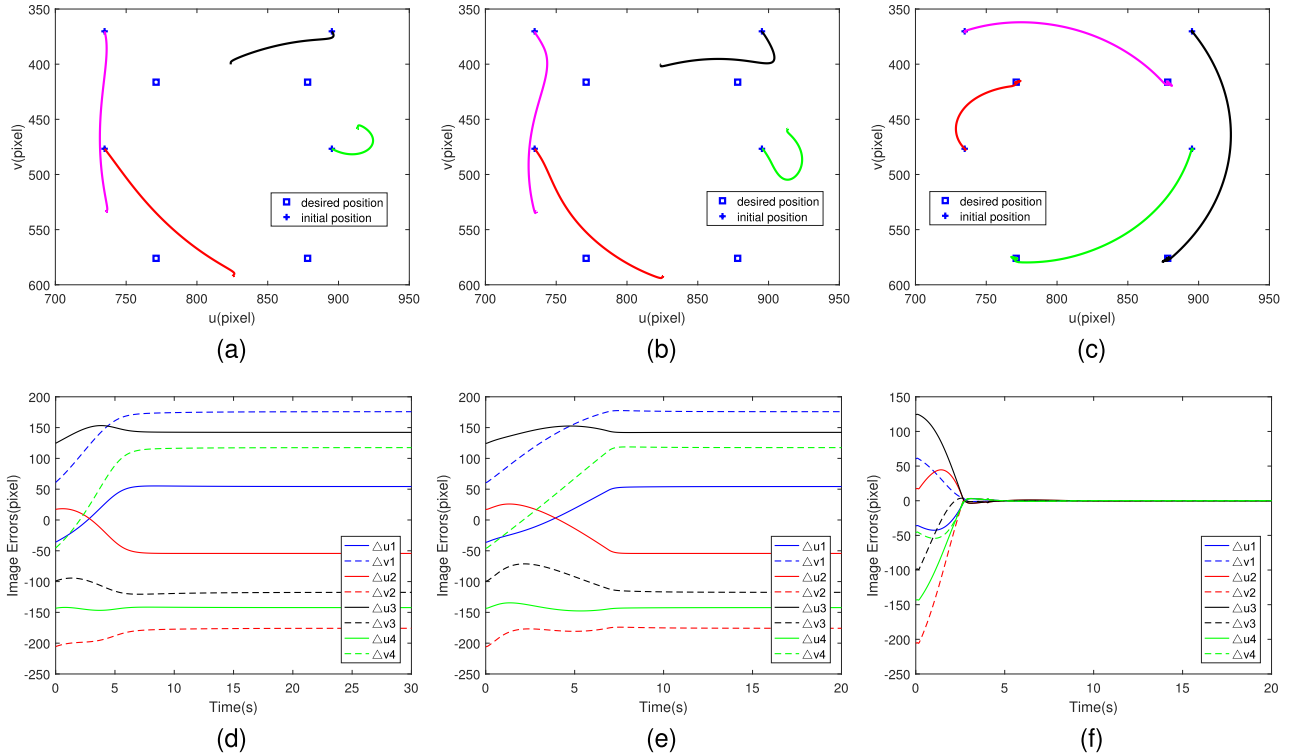 350
400
450
500
550
600
v(pixel)
desired position
initial position
700
750
800
850
900
950
u(pixel)
(a)
350
400
450
500
550
600
v(pixel)
desired position
initial position
700
750
800
850
900
950
u(pixel)
(b)
350
400
450
500
550
600
v(pixel)
desired position
initial position
700
750
800
850
900
950
u(pixel)
(c)
200
150
100
50
0
-50
-100
-150
-200
-250
Image Errors(pixel)
△u1
△v1
△u2
△v2
△u3
△v3
△u4
△v4
0
5
10
15
20
25
30
Time(s)
(d)
200
150
100
50
0
-50
-100
-150
-200
-250
Image Errors(pixel)
△u1
△v1
△u2
△v2
△u3
△v3
△u4
△v4
0
5
10
15
20
Time(s)
(e)
150
100
50
0
-50
-100
-150
-200
-250
Image Errors(pixel)
△u1
△v1
△u2
△v2
△u3
△v3
△u4
△v4
0
5
10
15
20
Time(s)
(f)